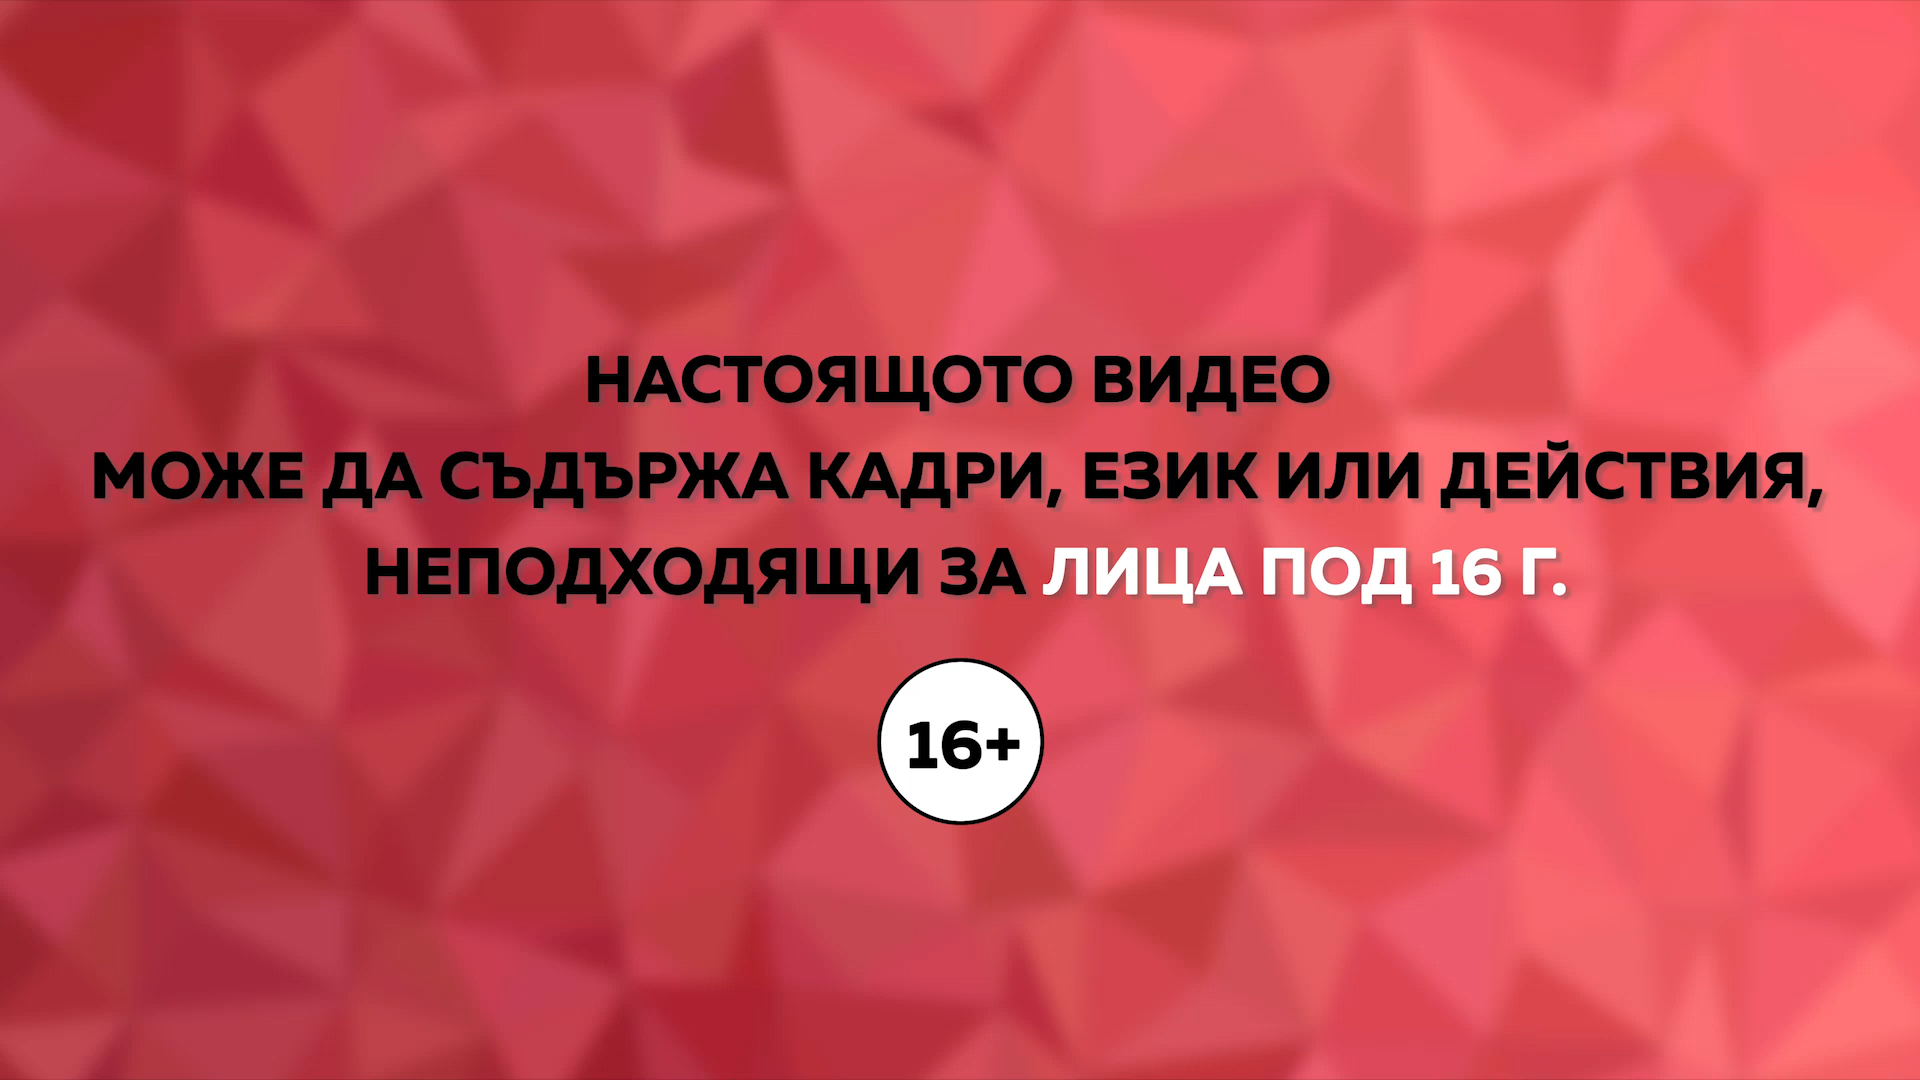 НАСТОЯЩОТО ВИДЕО
МОЖЕ ДА СЪДЪРЖА КАДРИ, ЕЗИК ИЛИ ДЕЙСТВИЯ,
НЕПОДХОДЯЩИ ЗА ЛИЦА ПОД 16 Г.
16+